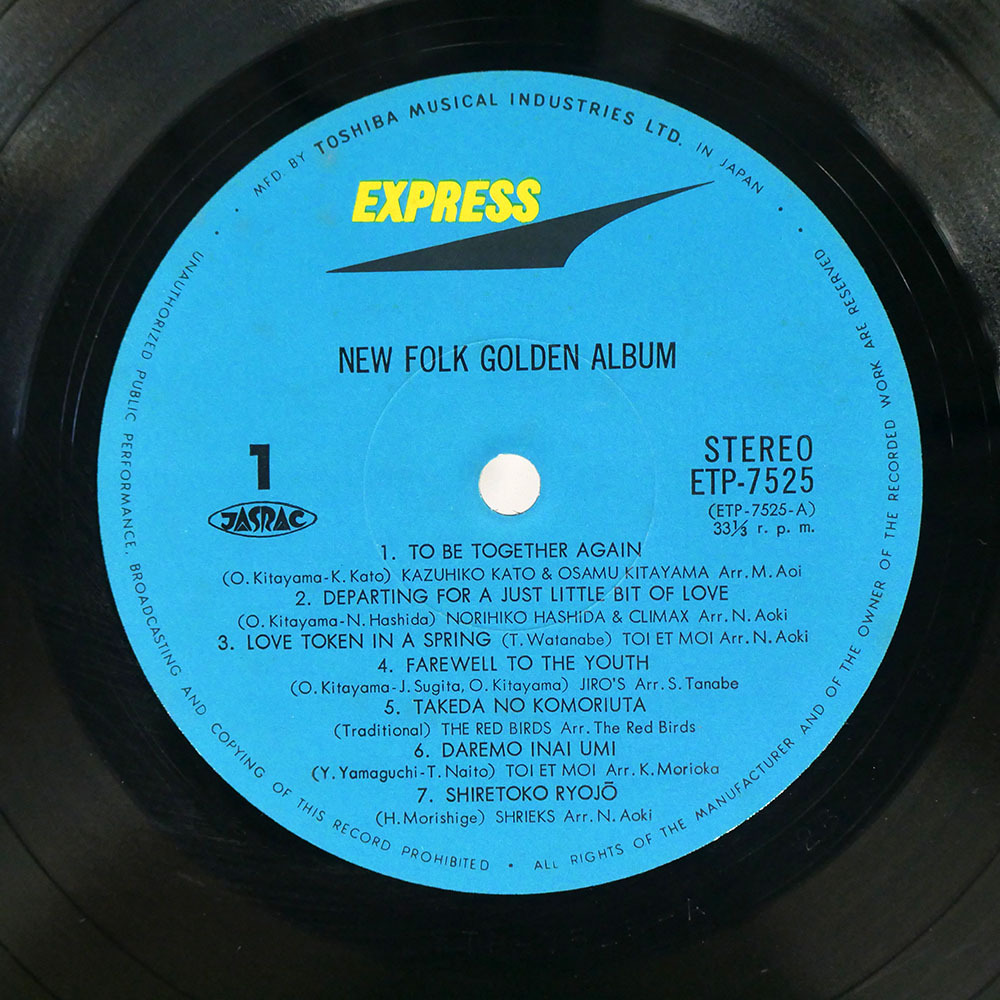 MFD. BY TOSHIBA MUSICAL INDUSTRIES LTD. IN JAPAN
EXPRESS
NEW FOLK GOLDEN ALBUM
1
JASRAC
STEREO
ETP-7525
(ETP-7525-A)
33⅓ r. p. m.
1. TO BE TOGETHER AGAIN
(O. Kitayama-K. Kato) KAZUHIKO KATO & OSAMU KITAYAMA Arr. M. Aoi
2. DEPARTING FOR A JUST LITTLE BIT OF LOVE
(O. Kitayama-N. Hashida) NORIHIKO HASHIDA & CLIMAX Arr. N. Aoki
3. LOVE TOKEN IN A SPRING (T. Watanabe) TOI ET MOI Arr. N. Aoki
4. FAREWELL TO THE YOUTH
(O. Kitayama-J. Sugita, O. Kitayama) JIRO'S Arr. S. Tanabe
5. TAKEDA NO KOMORIUTA
(Traditional) THE RED BIRDS Arr. The Red Birds
6. DAREMO INAI UMI
(Y. Yamaguchi-T. Naito) TOI ET MOI Arr. K. Morioka
7. SHIRETOKO RYOJŌ
(H. Morishige) SHRIEKS Arr. N. Aoki
UNAUTHORIZED PUBLIC PERFORMANCE, BROADCASTING AND COPYING OF THIS RECORD PROHIBITED • ALL RIGHTS OF THE MANUFACTURER AND OF THE OWNER OF THE RECORDED WORK ARE RESERVED